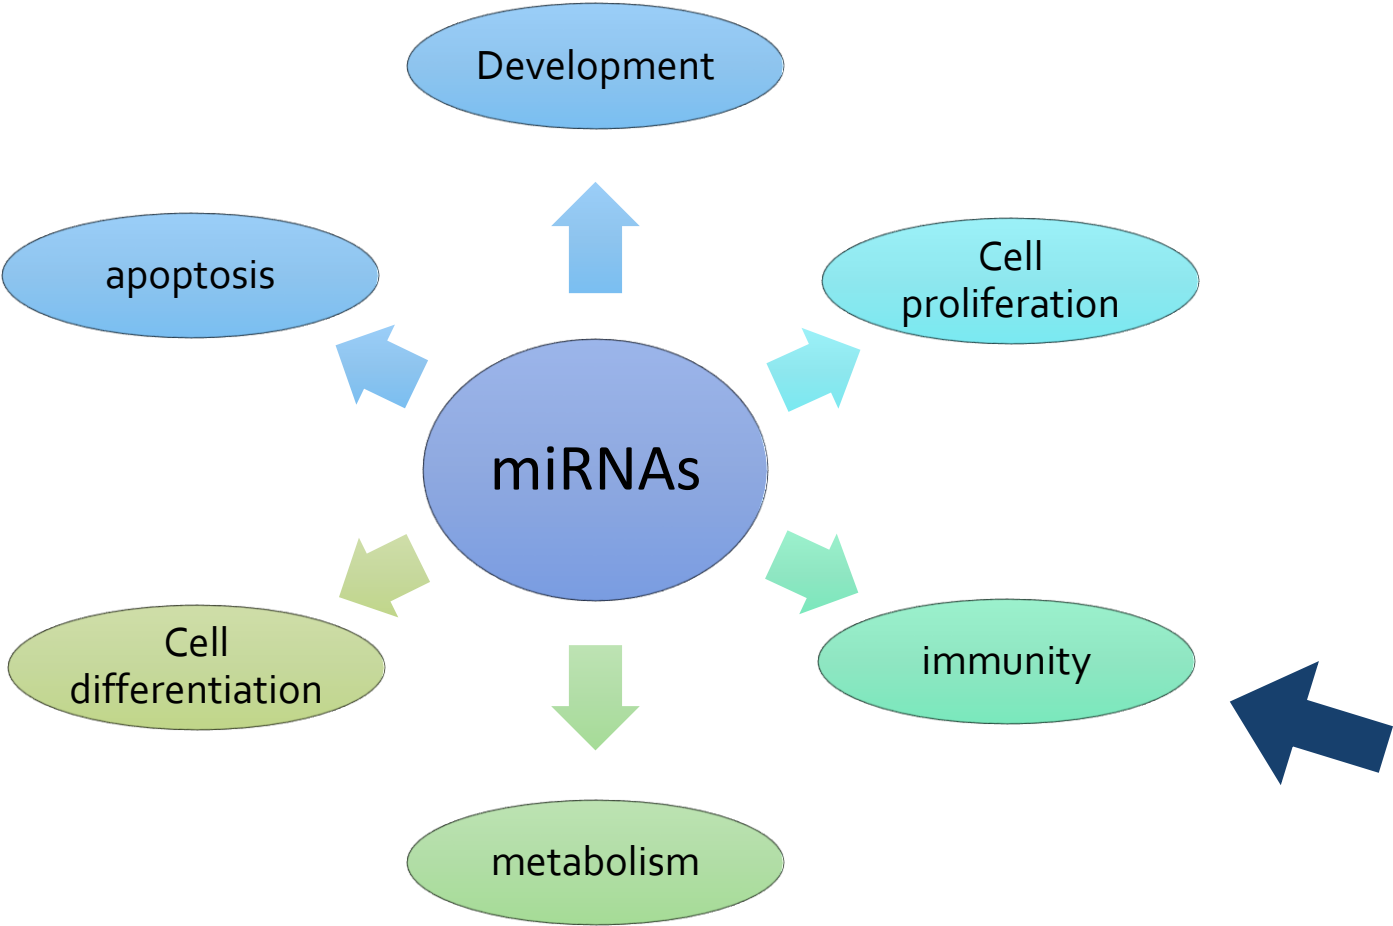 Development
apoptosis
Cell
proliferation
miRNAs
Cell
differentiation
immunity
metabolism